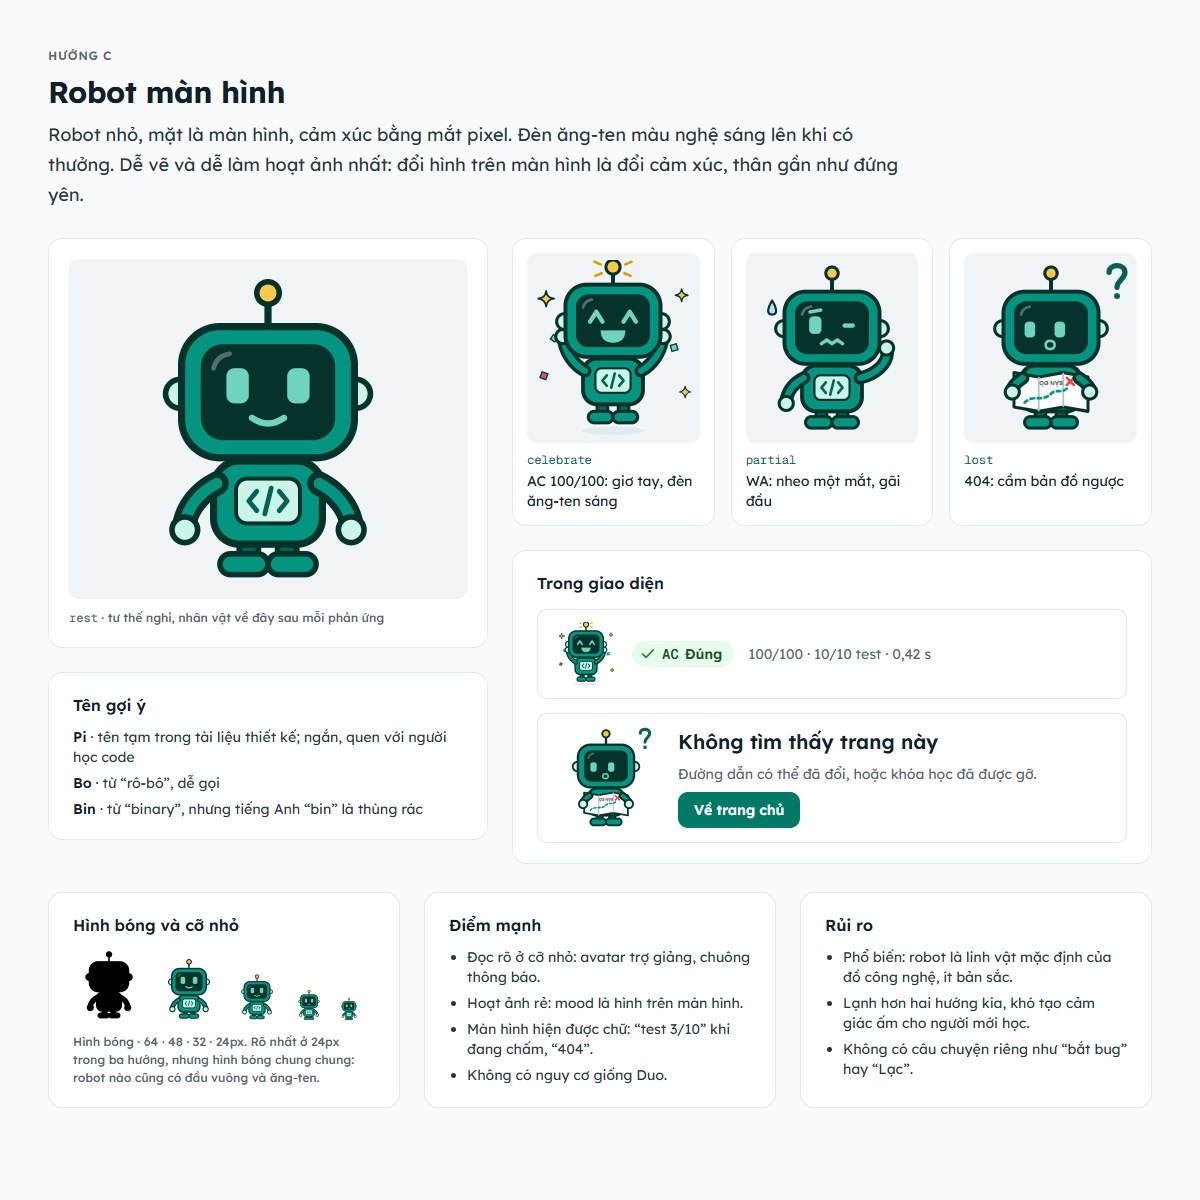 HƯỚNG C
Robot màn hình
Robot nhỏ, mặt là màn hình, cảm xúc bằng mắt pixel. Đèn ăng-ten màu nghệ sáng lên khi có
thưởng. Dễ vẽ và dễ làm hoạt ảnh nhất: đổi hình trên màn hình là đổi cảm xúc, thân gần như đứng
yên.
</>
rest · tư thế nghỉ, nhân vật về đây sau mỗi phản ứng
</>
celebrate
AC 100/100: giơ tay, đèn
ăng-ten sáng
</>
partial
WA: nheo một mắt, gãi
đầu
?
BẢN ĐỒ
lost
404: cầm bản đồ ngược
Tên gợi ý
Pi · tên tạm trong tài liệu thiết kế; ngắn, quen với người
học code
Bo · từ “rô-bô”, dễ gọi
Bin · từ “binary”, nhưng tiếng Anh “bin” là thùng rác
Trong giao diện
</>
AC Đúng
100/100 · 10/10 test · 0,42 s
?
Không tìm thấy trang này
Đường dẫn có thể đã đổi, hoặc khóa học đã được gỡ.
Về trang chủ
Hình bóng và cỡ nhỏ
</>
</>
Hình bóng · 64 · 48 · 32 · 24px. Rõ nhất ở 24px
trong ba hướng, nhưng hình bóng chung chung:
robot nào cũng có đầu vuông và ăng-ten.
Điểm mạnh
Đọc rõ ở cỡ nhỏ: avatar trợ giảng, chuông
thông báo.
Hoạt ảnh rẻ: mood là hình trên màn hình.
Màn hình hiện được chữ: “test 3/10” khi
đang chấm, “404”.
Không có nguy cơ giống Duo.
Rủi ro
Phổ biến: robot là linh vật mặc định của
đồ công nghệ, ít bản sắc.
Lạnh hơn hai hướng kia, khó tạo cảm
giác ấm cho người mới học.
Không có câu chuyện riêng như “bắt bug”
hay “Lạc”.